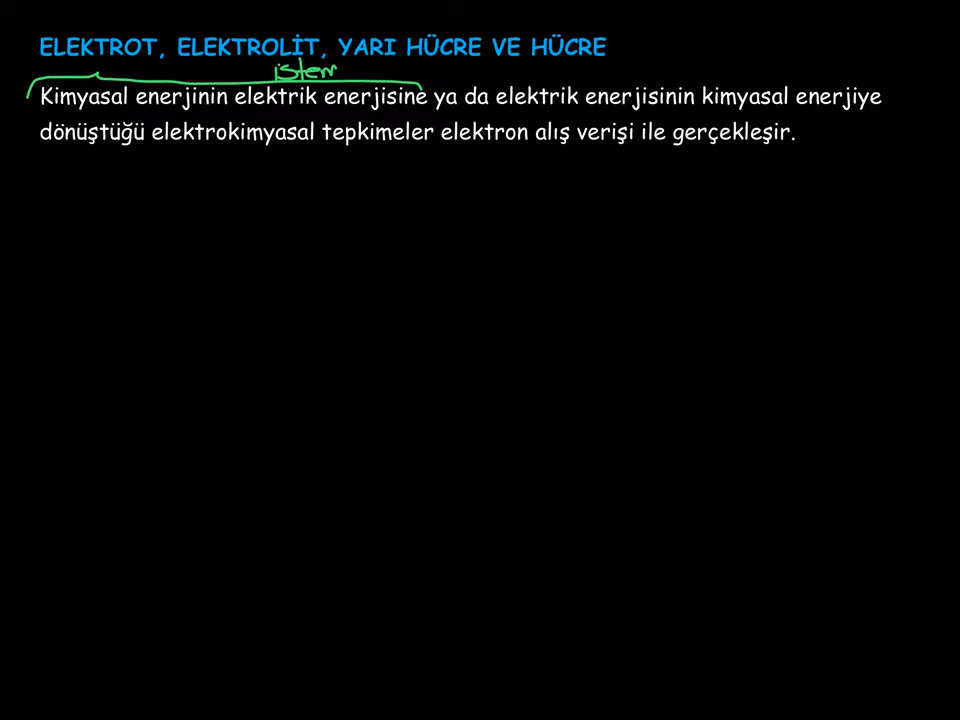 ELEKTROT, ELEKTROLİT, YARI HÜCRE VE HÜCRE
istem
Kimyasal enerjinin elektrik enerjisine ya da elektrik enerjisinin kimyasal enerjiye
dönüştüğü elektrokimyasal tepkimeler elektron alış verişi ile gerçekleşir.